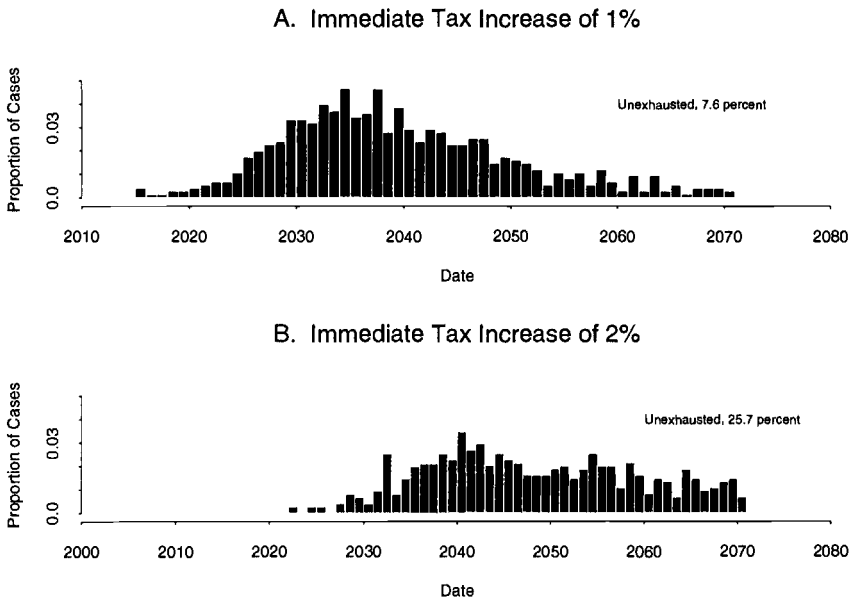 A. Immediate Tax Increase of 1%
Proportion of Cases
0.03
0.0
Unexhausted, 7.6 percent
2010 2020 2030 2040 2050 2060 2070 2080
Date
B. Immediate Tax Increase of 2%
Proportion of Cases
0.03
0.0
Unexhausted, 25.7 percent
2000 2010 2020 2030 2040 2050 2060 2070 2080
Date